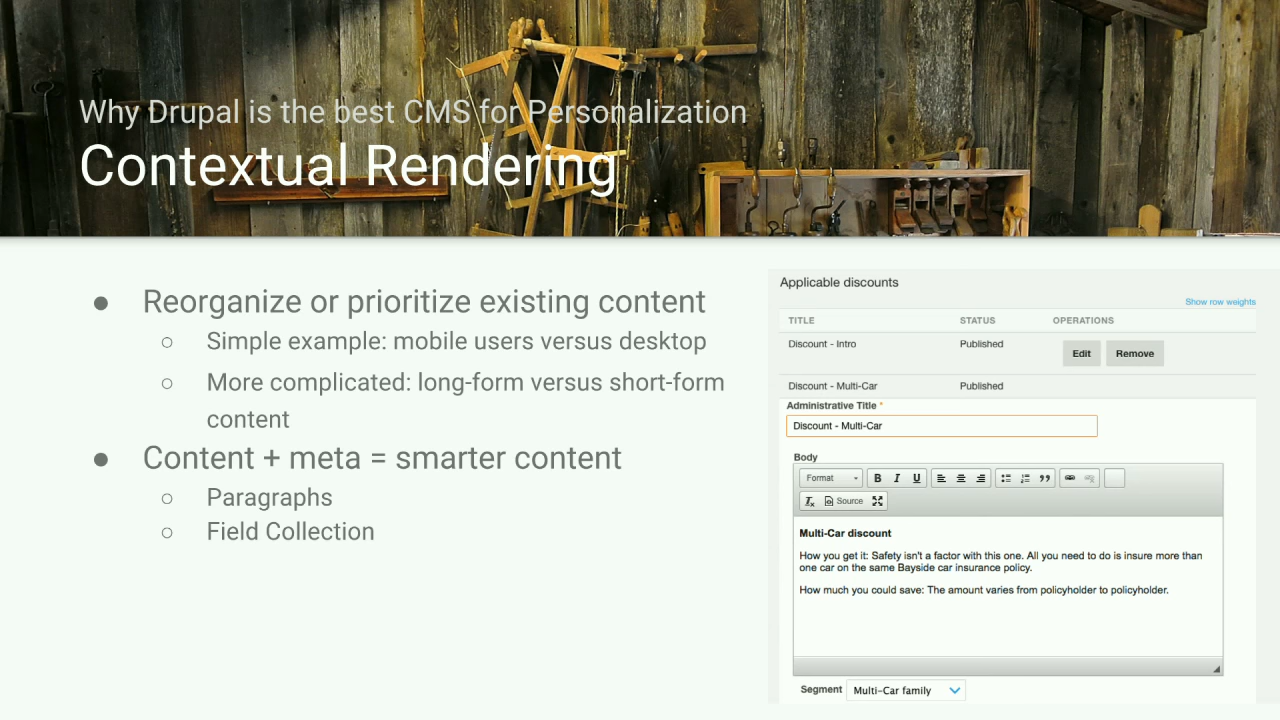 Why Drupal is the best CMS for Personalization
Contextual Rendering
● Reorganize or prioritize existing content
○ Simple example: mobile users versus desktop
○ More complicated: long-form versus short-form
content
● Content + meta = smarter content
○ Paragraphs
○ Field Collection
Applicable discounts
Show row weights
TITLE STATUS OPERATIONS
Discount - Intro Published Edit Remove
Discount - Multi-Car Published
Administrative Title *
Discount - Multi-Car
Body
Format B I U
Source
Multi-Car discount
How you get it: Safety isn't a factor with this one. All you need to do is insure more than
one car on the same Bayside car insurance policy.
How much you could save: The amount varies from policyholder to policyholder.
Segment Multi-Car family